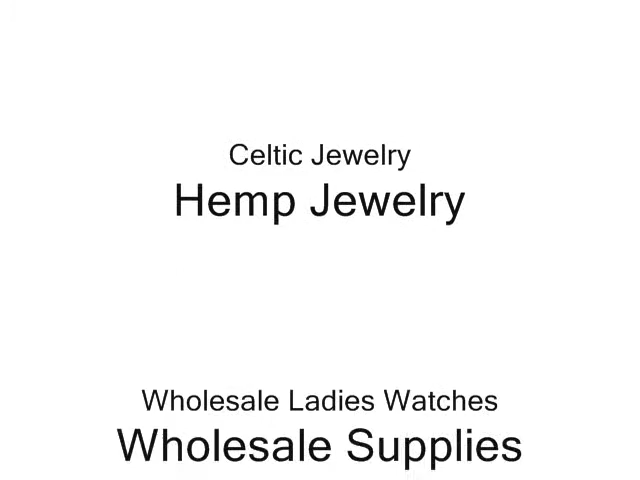 Celtic Jewelry
Hemp Jewelry
Wholesale Ladies Watches
Wholesale Supplies